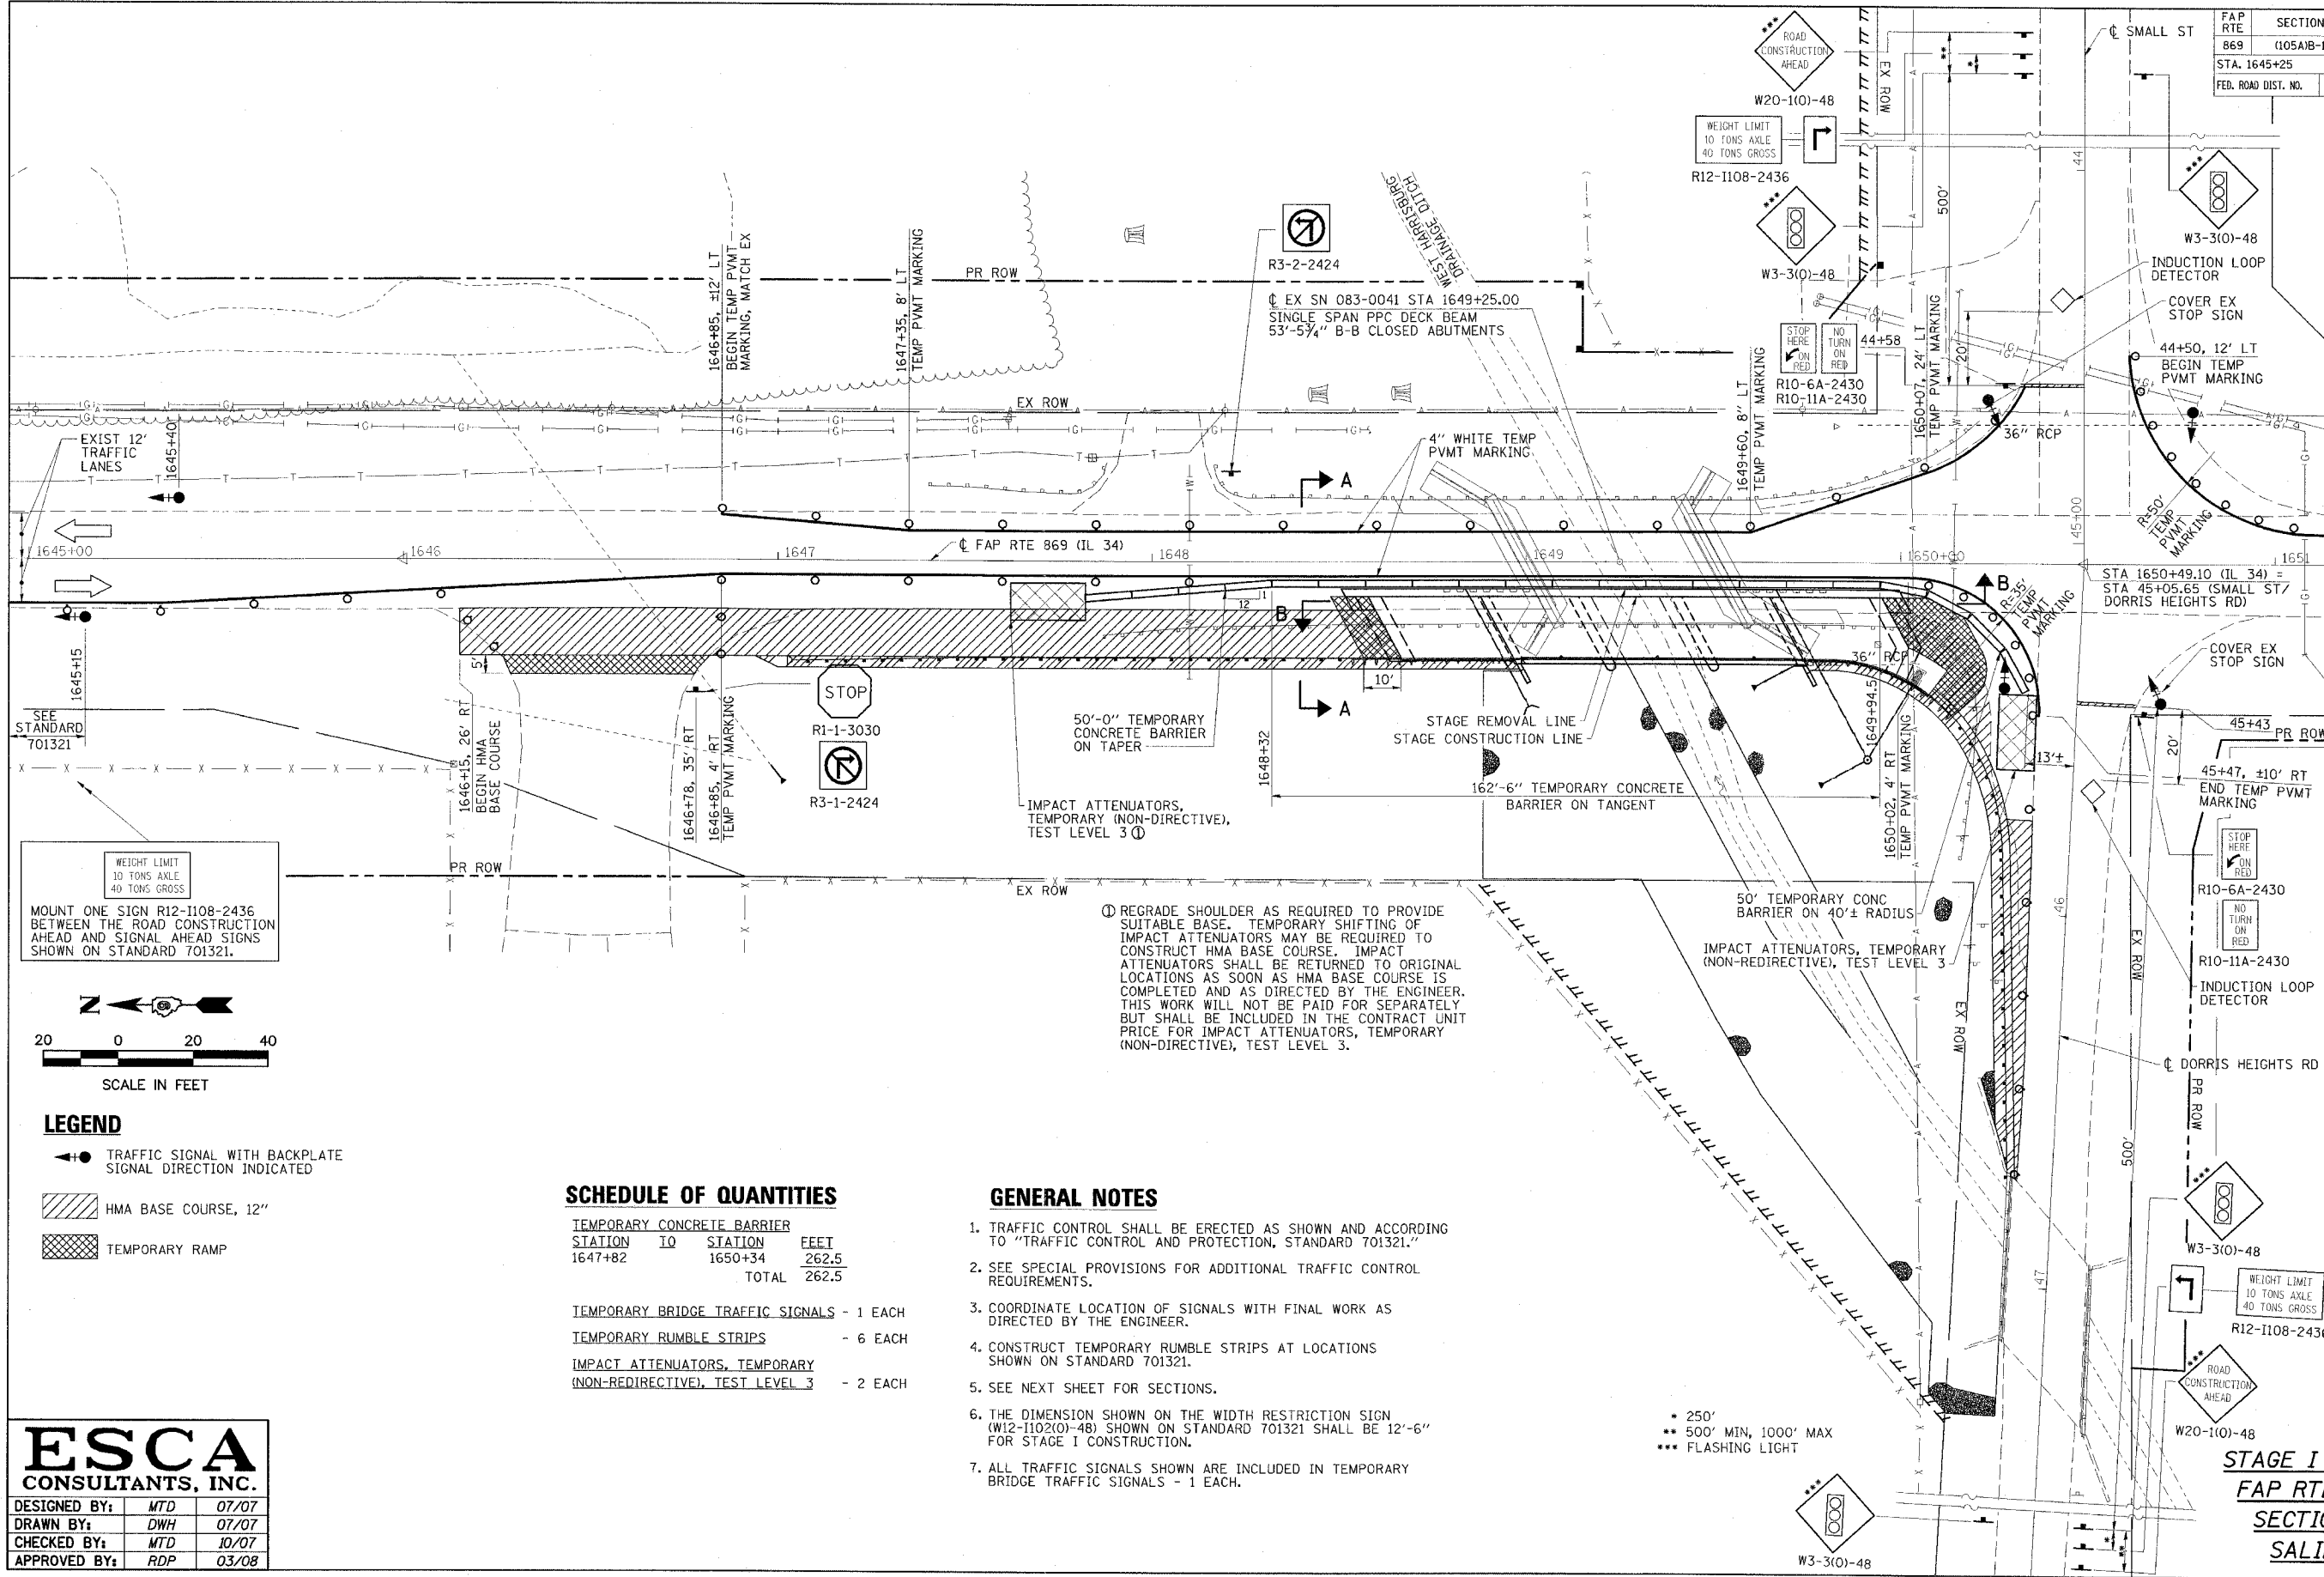 FAP RTE
SECTION
869
(105A)B-
STA. 1645+25
FED. ROAD DIST. NO.
℄ SMALL ST
ROAD
CONSTRUCTION
AHEAD
W20-1(O)-48
EX ROW
WEIGHT LIMIT
10 TONS AXLE
40 TONS GROSS
R12-I108-2436
W3-3(O)-48
500'
**
*
44
W3-3(O)-48
INDUCTION LOOP
DETECTOR
COVER EX
STOP SIGN
44+50, 12' LT
BEGIN TEMP
PVMT MARKING
STOP
HERE
ON
RED
NO
TURN
ON
RED
44+58
R10-6A-2430
R10-11A-2430
20'
36" RCP
1650+07, 24' LT
TEMP PVMT MARKING
1649+60, 8' LT
TEMP PVMT MARKING
WEST HARRISBURG
DRAINAGE DITCH
R3-2-2424
℄ EX SN 083-0041 STA 1649+25.00
SINGLE SPAN PPC DECK BEAM
53'-5¾" B-B CLOSED ABUTMENTS
PR ROW
1646+85, ±12' LT
BEGIN TEMP PVMT
MARKING, MATCH EX
1647+35, 8' LT
TEMP PVMT MARKING
EX ROW
EXIST 12'
TRAFFIC
LANES
1645+40
4" WHITE TEMP
PVMT MARKING
A
R=50'
TEMP
PVMT
MARKING
45+00
1645+00
1646
1647
℄ FAP RTE 869 (IL 34)
1648
1649
1650+00
1651
STA 1650+49.10 (IL 34) =
STA 45+05.65 (SMALL ST/
DORRIS HEIGHTS RD)
B
R=35'
TEMP
PVMT
MARKING
12
1
B
36" RCP
COVER EX
STOP SIGN
45+43
PR ROW
20'
13'±
45+47, ±10' RT
END TEMP PVMT
MARKING
STOP
HERE
ON
RED
R10-6A-2430
NO
TURN
ON
RED
R10-11A-2430
INDUCTION LOOP
DETECTOR
1645+15
SEE
STANDARD
701321
5'
1646+15, 26' RT
BEGIN HMA
BASE COURSE
1646+78, 35' RT
1646+85, 4' RT
TEMP PVMT MARKING
STOP
R1-1-3030
R3-1-2424
50'-0" TEMPORARY
CONCRETE BARRIER
ON TAPER
10'
A
1648+32
STAGE REMOVAL LINE
STAGE CONSTRUCTION LINE
162'-6" TEMPORARY CONCRETE
BARRIER ON TANGENT
1649+94.5
1650+02, 4' RT
TEMP PVMT MARKING
IMPACT ATTENUATORS,
TEMPORARY (NON-DIRECTIVE),
TEST LEVEL 3 ①
50' TEMPORARY CONC
BARRIER ON 40'± RADIUS
IMPACT ATTENUATORS, TEMPORARY
(NON-REDIRECTIVE), TEST LEVEL 3
46
EX ROW
EX ROW
℄ DORRIS HEIGHTS RD
PR ROW
500'
47
WEIGHT LIMIT
10 TONS AXLE
40 TONS GROSS
MOUNT ONE SIGN R12-I108-2436
BETWEEN THE ROAD CONSTRUCTION
AHEAD AND SIGNAL AHEAD SIGNS
SHOWN ON STANDARD 701321.
PR ROW
EX ROW
① REGRADE SHOULDER AS REQUIRED TO PROVIDE
SUITABLE BASE. TEMPORARY SHIFTING OF
IMPACT ATTENUATORS MAY BE REQUIRED TO
CONSTRUCT HMA BASE COURSE. IMPACT
ATTENUATORS SHALL BE RETURNED TO ORIGINAL
LOCATIONS AS SOON AS HMA BASE COURSE IS
COMPLETED AND AS DIRECTED BY THE ENGINEER.
THIS WORK WILL NOT BE PAID FOR SEPARATELY
BUT SHALL BE INCLUDED IN THE CONTRACT UNIT
PRICE FOR IMPACT ATTENUATORS, TEMPORARY
(NON-DIRECTIVE), TEST LEVEL 3.
N
20 0 20 40
SCALE IN FEET
LEGEND
TRAFFIC SIGNAL WITH BACKPLATE
SIGNAL DIRECTION INDICATED
HMA BASE COURSE, 12"
TEMPORARY RAMP
SCHEDULE OF QUANTITIES
TEMPORARY CONCRETE BARRIER
STATION TO STATION FEET
1647+82 1650+34 262.5
TOTAL 262.5
TEMPORARY BRIDGE TRAFFIC SIGNALS - 1 EACH
TEMPORARY RUMBLE STRIPS - 6 EACH
IMPACT ATTENUATORS, TEMPORARY
(NON-REDIRECTIVE), TEST LEVEL 3 - 2 EACH
GENERAL NOTES
1. TRAFFIC CONTROL SHALL BE ERECTED AS SHOWN AND ACCORDING
TO "TRAFFIC CONTROL AND PROTECTION, STANDARD 701321."
2. SEE SPECIAL PROVISIONS FOR ADDITIONAL TRAFFIC CONTROL
REQUIREMENTS.
3. COORDINATE LOCATION OF SIGNALS WITH FINAL WORK AS
DIRECTED BY THE ENGINEER.
4. CONSTRUCT TEMPORARY RUMBLE STRIPS AT LOCATIONS
SHOWN ON STANDARD 701321.
5. SEE NEXT SHEET FOR SECTIONS.
6. THE DIMENSION SHOWN ON THE WIDTH RESTRICTION SIGN
(W12-I102(O)-48) SHOWN ON STANDARD 701321 SHALL BE 12'-6"
FOR STAGE I CONSTRUCTION.
7. ALL TRAFFIC SIGNALS SHOWN ARE INCLUDED IN TEMPORARY
BRIDGE TRAFFIC SIGNALS - 1 EACH.
* 250'
** 500' MIN, 1000' MAX
*** FLASHING LIGHT
W3-3(O)-48
W3-3(O)-48
WEIGHT LIMIT
10 TONS AXLE
40 TONS GROSS
R12-I108-243
ROAD
CONSTRUCTION
AHEAD
W20-1(O)-48
STAGE I
FAP RT
SECTIO
SALI
ESCA
CONSULTANTS, INC.
DESIGNED BY: MTD 07/07
DRAWN BY: DWH 07/07
CHECKED BY: MTD 10/07
APPROVED BY: RDP 03/08